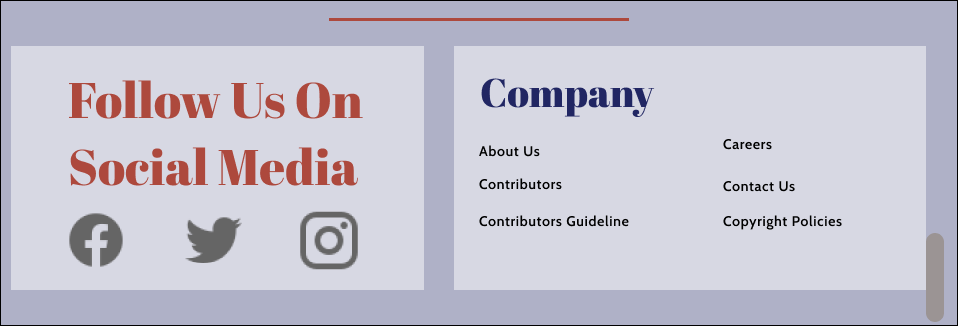 Follow Us On
Social Media
Company
About Us
Contributors
Contributors Guideline
Careers
Contact Us
Copyright Policies